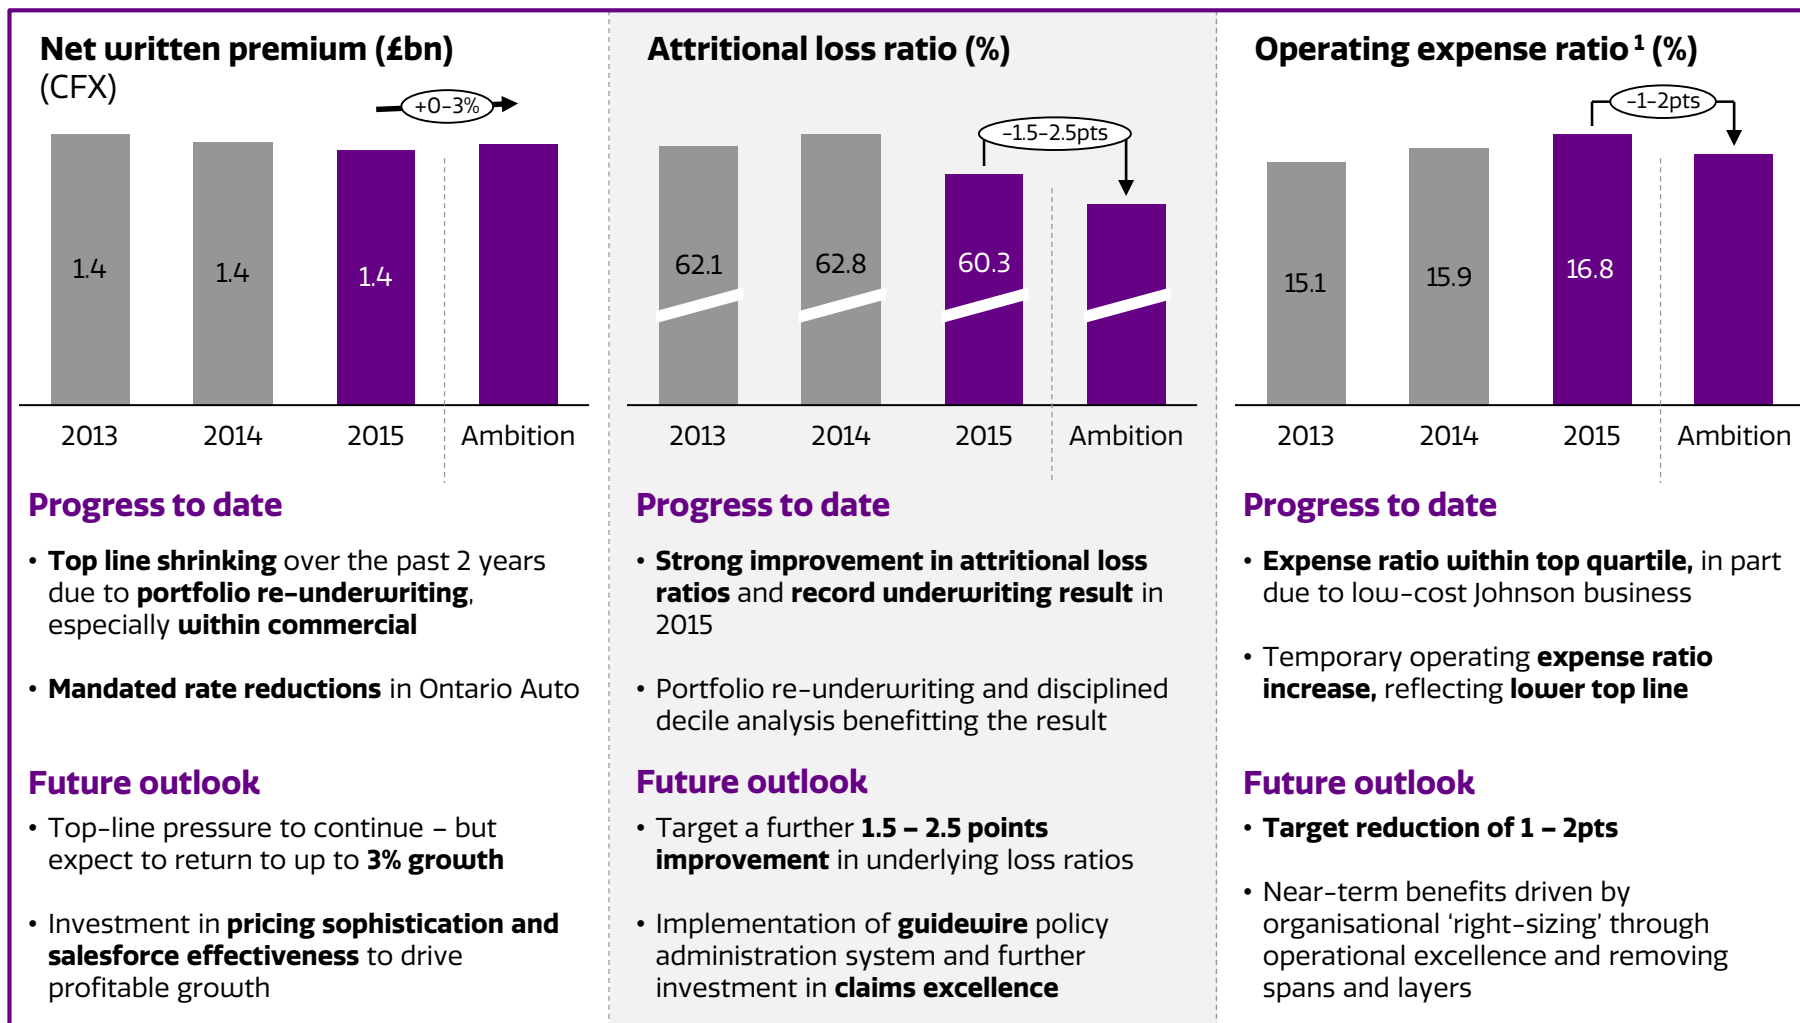 Net written premium (£bn)
(CFX)
+0-3%
1.4
1.4
1.4
2013
2014
2015
Ambition
Progress to date
• Top line shrinking over the past 2 years
due to portfolio re-underwriting,
especially within commercial
• Mandated rate reductions in Ontario Auto
Future outlook
• Top-line pressure to continue – but
expect to return to up to 3% growth
• Investment in pricing sophistication and
salesforce effectiveness to drive
profitable growth
Attritional loss ratio (%)
-1.5-2.5pts
62.1
62.8
60.3
2013
2014
2015
Ambition
Progress to date
• Strong improvement in attritional loss
ratios and record underwriting result in
2015
• Portfolio re-underwriting and disciplined
decile analysis benefitting the result
Future outlook
• Target a further 1.5 – 2.5 points
improvement in underlying loss ratios
• Implementation of guidewire policy
administration system and further
investment in claims excellence
Operating expense ratio ¹ (%)
-1-2pts
15.1
15.9
16.8
2013
2014
2015
Ambition
Progress to date
• Expense ratio within top quartile, in part
due to low-cost Johnson business
• Temporary operating expense ratio
increase, reflecting lower top line
Future outlook
• Target reduction of 1 – 2pts
• Near-term benefits driven by
organisational ‘right-sizing’ through
operational excellence and removing
spans and layers